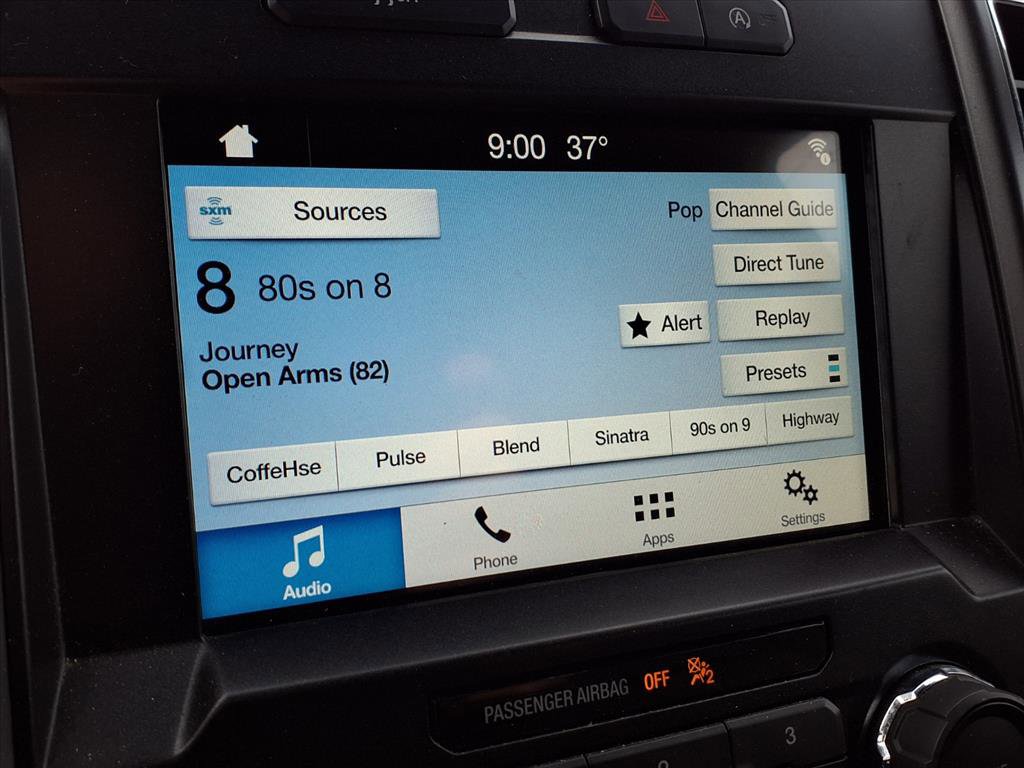 A
9:00 37°
sxm Sources
Pop Channel Guide
8 80s on 8
Direct Tune
Alert Replay
Journey
Open Arms (82)
Presets
CoffeHse Pulse Blend Sinatra 90s on 9 Highway
Audio Phone Apps Settings
PASSENGER AIRBAG OFF 2
3